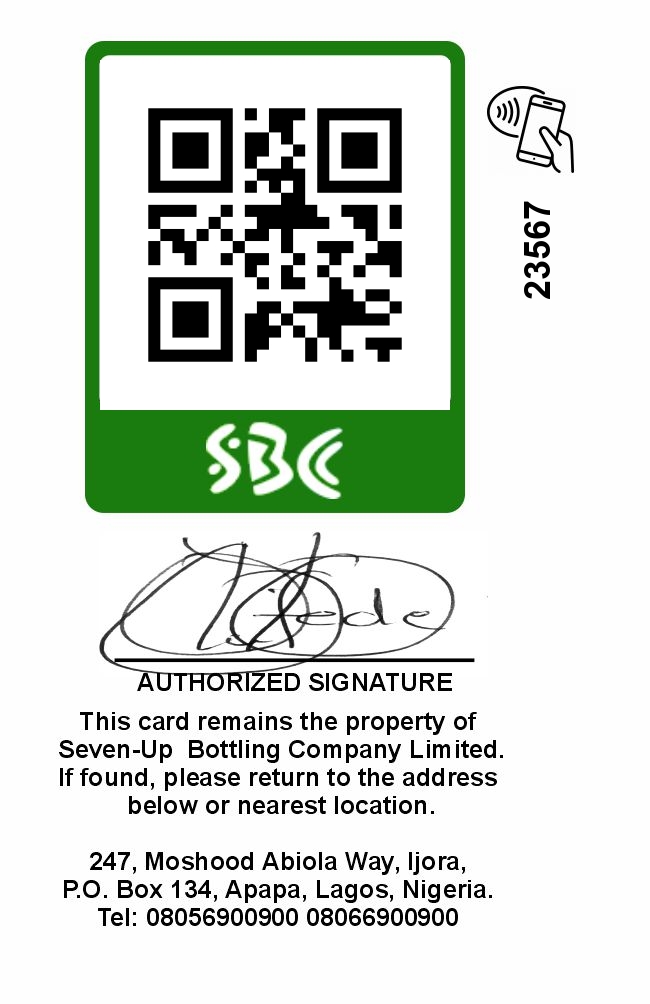 23567
SBC
AUTHORIZED SIGNATURE
This card remains the property of
Seven-Up Bottling Company Limited.
If found, please return to the address
below or nearest location.
247, Moshood Abiola Way, Ijora,
P.O. Box 134, Apapa, Lagos, Nigeria.
Tel: 08056900900 08066900900